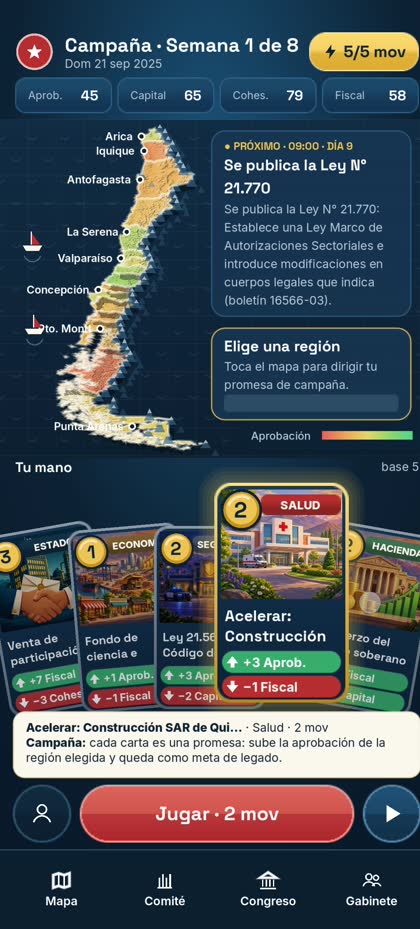 Campaña · Semana 1 de 8
Dom 21 sep 2025
5/5 mov
Aprob. 45
Capital 65
Cohes. 79
Fiscal 58
Arica
Iquique
Antofagasta
La Serena
Valparaíso
Concepción
Pto. Montt
Punta Arenas
● PRÓXIMO · 09:00 · DÍA 9
Se publica la Ley N°
21.770
Se publica la Ley N° 21.770:
Establece una Ley Marco de
Autorizaciones Sectoriales e
introduce modificaciones en
cuerpos legales que indica
(boletín 16566-03).
Elige una región
Toca el mapa para dirigir tu
promesa de campaña.
Aprobación
Tu mano
base 5
3 ESTADO
Venta de
participació
+7 Fiscal
−3 Cohes
1 ECONOM
Fondo de
ciencia e
+1 Aprob.
−1 Fiscal
2 SEG
Ley 21.56
Código d
+3 Apr
−2 Capi
2 SALUD
Acelerar:
Construcción
+3 Aprob.
−1 Fiscal
2 HACIENDA
erzo del
soberano
Fiscal
apital
Acelerar: Construcción SAR de Qui... · Salud · 2 mov
Campaña: cada carta es una promesa: sube la aprobación de la
región elegida y queda como meta de legado.
Jugar · 2 mov
Mapa
Comité
Congreso
Gabinete